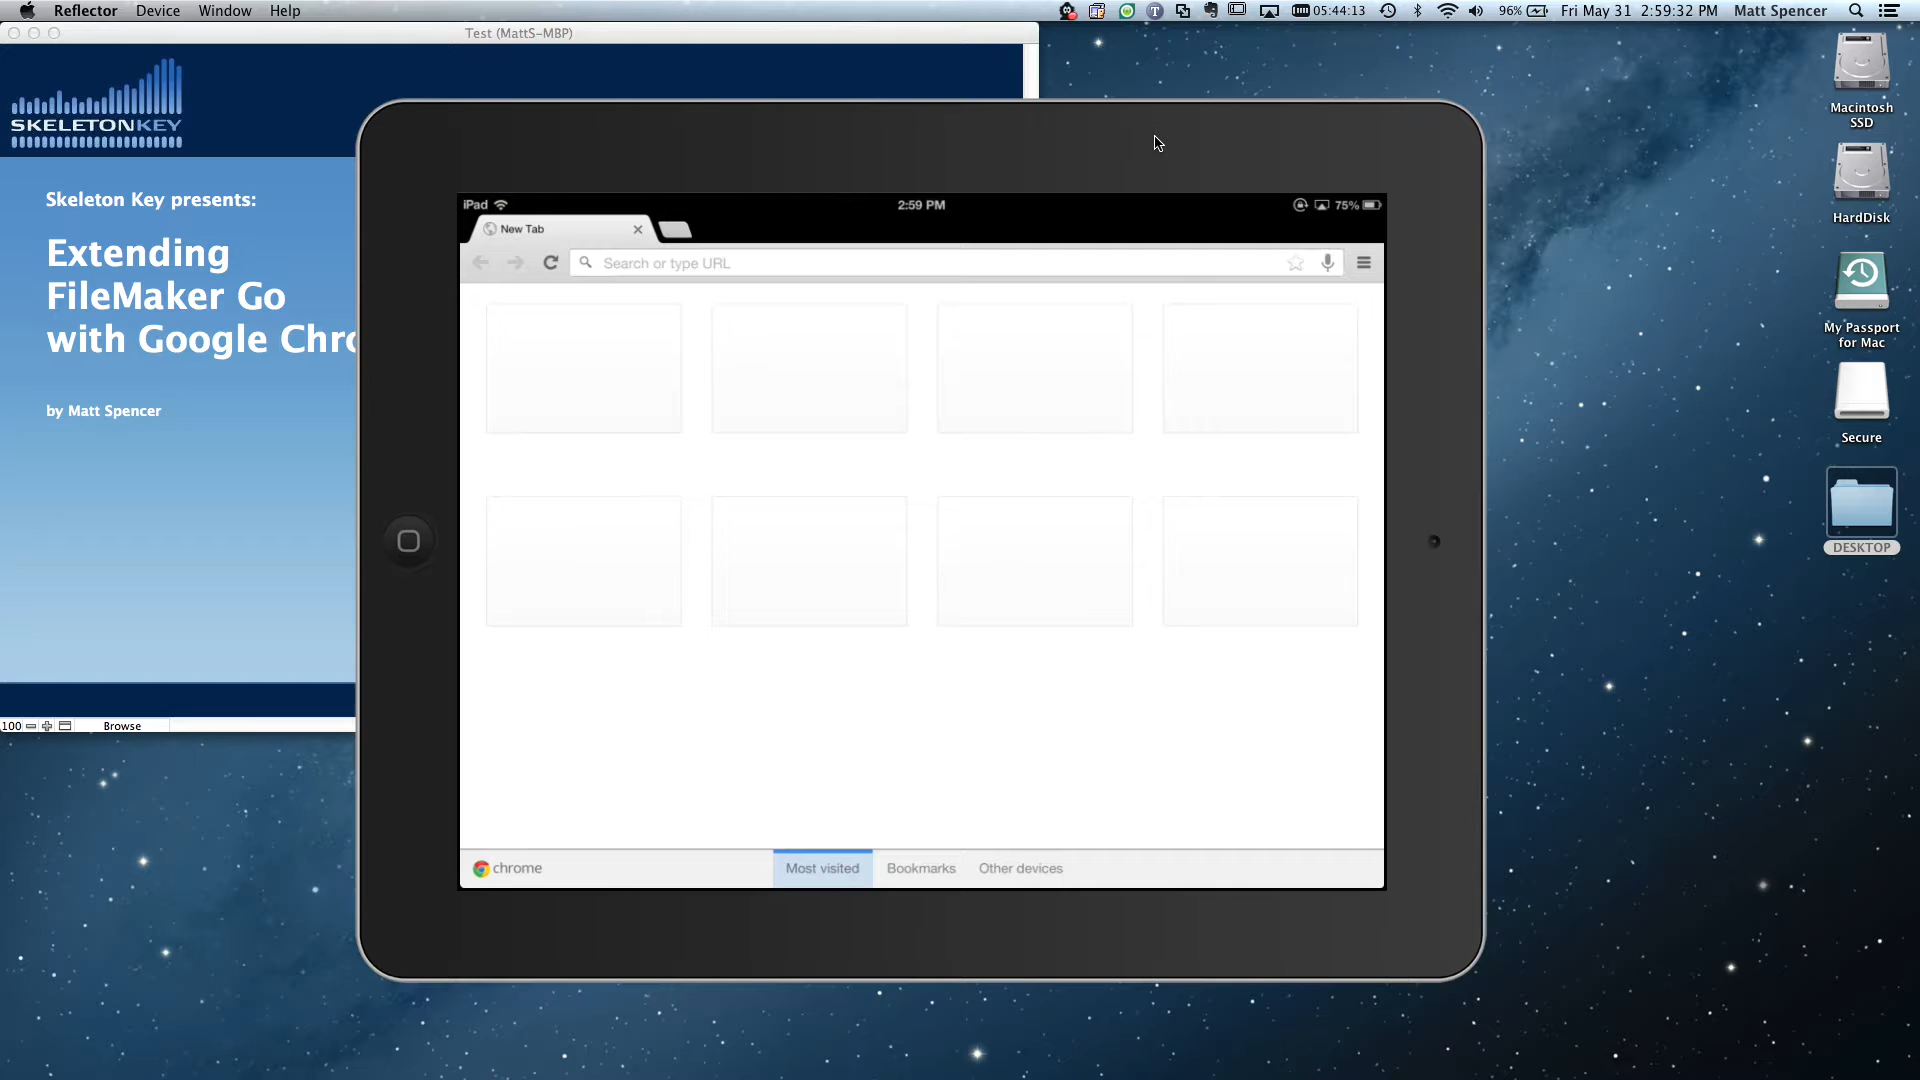 Reflector Device Window Help
05:44:13 96% Fri May 31 2:59:32 PM Matt Spencer
Test (MattS-MBP)
SKELETONKEY
Skeleton Key presents:
Extending
FileMaker Go
with Google Chro
by Matt Spencer
100 Browse
iPad 2:59 PM 75%
New Tab
Search or type URL
chrome Most visited Bookmarks Other devices
Macintosh
SSD
HardDisk
My Passport
for Mac
Secure
DESKTOP